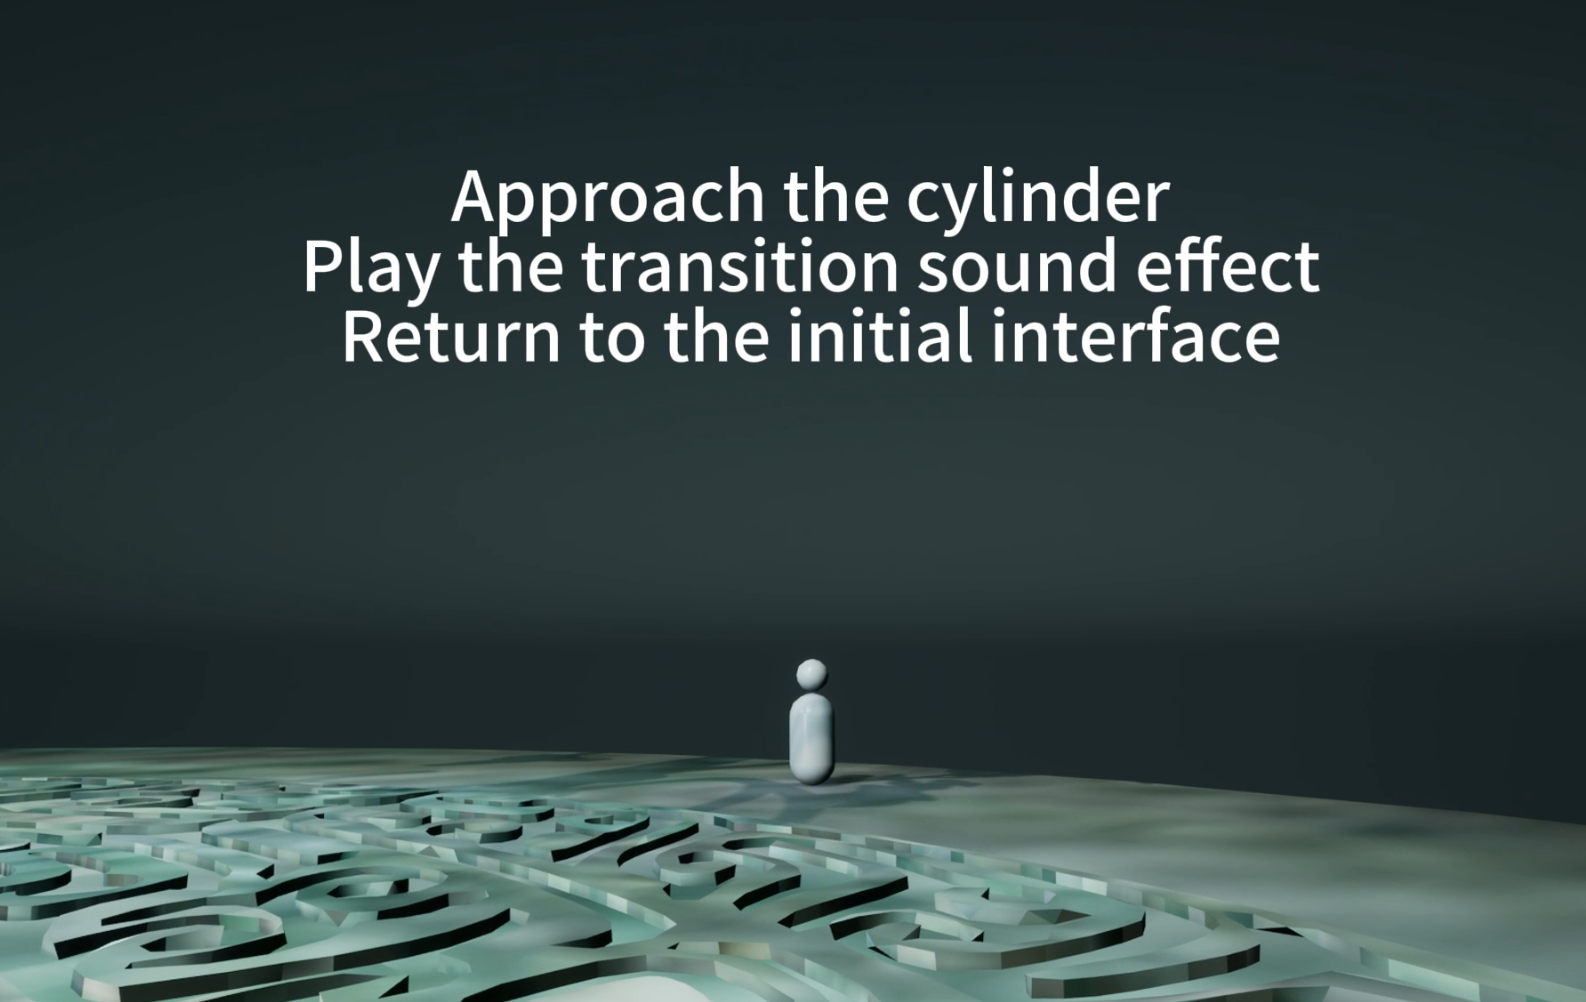 Approach the cylinder
Play the transition sound effect
Return to the initial interface